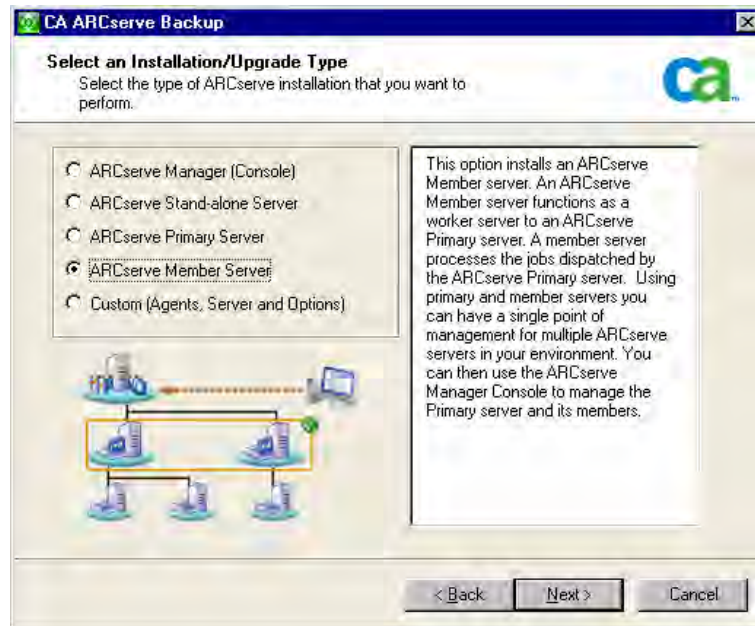 CA ARCserve Backup
Select an Installation/Upgrade Type
Select the type of ARCserve installation that you want to
perform.
ca
ARCserve Manager (Console)
ARCserve Stand-alone Server
ARCserve Primary Server
ARCserve Member Server
Custom (Agents, Server and Options)
This option installs an ARCserve
Member server. An ARCserve
Member server functions as a
worker server to an ARCserve
Primary server. A member server
processes the jobs dispatched by
the ARCserve Primary server. Using
primary and member servers you
can have a single point of
management for multiple ARCserve
servers in your environment. You
can then use the ARCserve
Manager Console to manage the
Primary server and its members.
< Back
Next >
Cancel